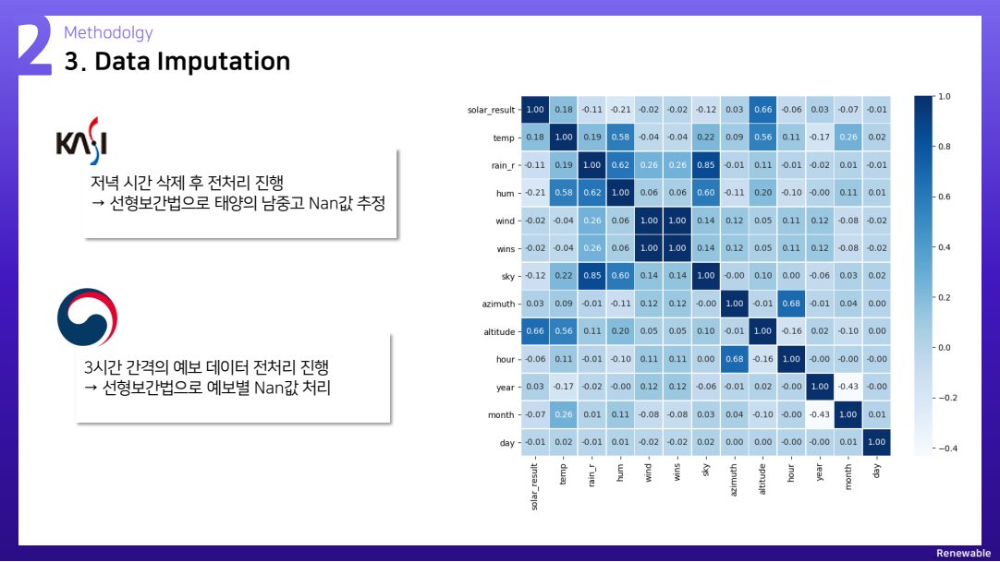 2
Methodolgy
3. Data Imputation
KASI
저녁 시간 삭제 후 전처리 진행
→ 선형보간법으로 태양의 남중고 Nan값 추정
3시간 간격의 예보 데이터 전처리 진행
→ 선형보간법으로 예보별 Nan값 처리
solar_result 1.00 0.18 -0.11 -0.21 -0.02 -0.02 -0.12 0.03 0.66 -0.06 0.03 -0.07 -0.01
temp 0.18 1.00 0.19 0.58 -0.04 -0.04 0.22 0.09 0.56 0.11 -0.17 0.26 0.02
rain_r -0.11 0.19 1.00 0.62 0.26 0.26 0.85 -0.01 0.11 -0.01 -0.02 0.01 -0.01
hum -0.21 0.58 0.62 1.00 0.06 0.06 0.60 -0.11 0.20 -0.10 -0.00 0.11 0.01
wind -0.02 -0.04 0.26 0.06 1.00 1.00 0.14 0.12 0.05 0.11 0.12 -0.08 -0.02
wins -0.02 -0.04 0.26 0.06 1.00 1.00 0.14 0.12 0.05 0.11 0.12 -0.08 -0.02
sky -0.12 0.22 0.85 0.60 0.14 0.14 1.00 -0.00 0.10 0.00 -0.06 0.03 0.02
azimuth 0.03 0.09 -0.01 -0.11 0.12 0.12 -0.00 1.00 -0.01 0.68 -0.01 0.04 0.00
altitude 0.66 0.56 0.11 0.20 0.05 0.05 0.10 -0.01 1.00 -0.16 0.02 -0.10 0.00
hour -0.06 0.11 -0.01 -0.10 0.11 0.11 0.00 0.68 -0.16 1.00 -0.00 -0.00 -0.00
year 0.03 -0.17 -0.02 -0.00 0.12 0.12 -0.06 -0.01 0.02 -0.00 1.00 -0.43 -0.00
month -0.07 0.26 0.01 0.11 -0.08 -0.08 0.03 0.04 -0.10 -0.00 -0.43 1.00 0.01
day -0.01 0.02 -0.01 0.01 -0.02 -0.02 0.02 0.00 0.00 -0.00 -0.00 0.01 1.00
solar_result temp rain_r hum wind wins sky azimuth altitude hour year month day
1.0
0.8
0.6
0.4
0.2
0.0
−0.2
−0.4
Renewable